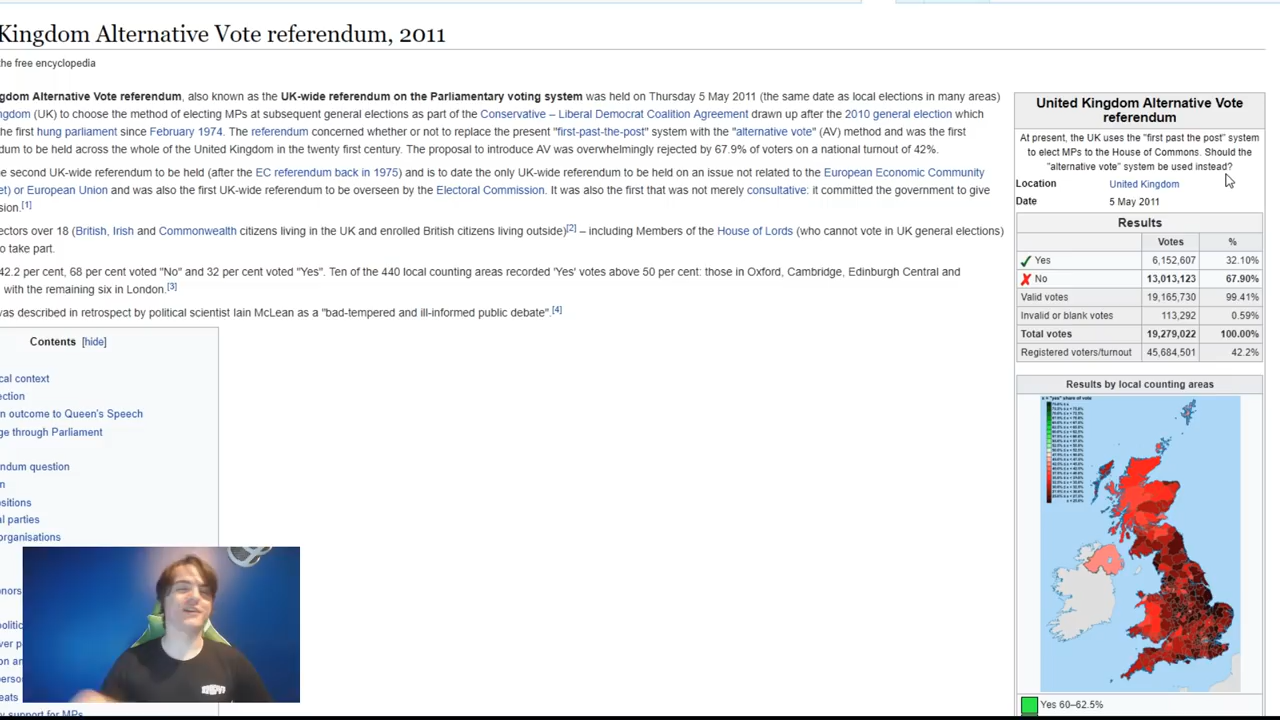 Kingdom Alternative Vote referendum, 2011
the free encyclopedia
gdom Alternative Vote referendum, also known as the UK-wide referendum on the Parliamentary voting system was held on Thursday 5 May 2011 (the same date as local elections in many areas)
ngdom (UK) to choose the method of electing MPs at subsequent general elections as part of the Conservative – Liberal Democrat Coalition Agreement drawn up after the 2010 general election which
the first hung parliament since February 1974. The referendum concerned whether or not to replace the present "first-past-the-post" system with the "alternative vote" (AV) method and was the first
dum to be held across the whole of the United Kingdom in the twenty first century. The proposal to introduce AV was overwhelmingly rejected by 67.9% of voters on a national turnout of 42%.
he second UK-wide referendum to be held (after the EC referendum back in 1975) and is to date the only UK-wide referendum to be held on an issue not related to the European Economic Community
et) or European Union and was also the first UK-wide referendum to be overseen by the Electoral Commission. It was also the first that was not merely consultative: it committed the government to give
sion.[1]
ectors over 18 (British, Irish and Commonwealth citizens living in the UK and enrolled British citizens living outside)[2] – including Members of the House of Lords (who cannot vote in UK general elections)
o take part.
42.2 per cent, 68 per cent voted "No" and 32 per cent voted "Yes". Ten of the 440 local counting areas recorded 'Yes' votes above 50 per cent: those in Oxford, Cambridge, Edinburgh Central and
with the remaining six in London.[3]
was described in retrospect by political scientist Iain McLean as a "bad-tempered and ill-informed public debate".[4]
Contents [hide]
cal context
ection
n outcome to Queen's Speech
ge through Parliament
ndum question
n
ositions
al parties
organisations
onors
politic
ver p
on an
perso
eats
y support for MPs
United Kingdom Alternative Vote
referendum
At present, the UK uses the "first past the post" system
to elect MPs to the House of Commons. Should the
"alternative vote" system be used instead?
Location United Kingdom
Date 5 May 2011
Results
Votes %
Yes 6,152,607 32.10%
No 13,013,123 67.90%
Valid votes 19,165,730 99.41%
Invalid or blank votes 113,292 0.59%
Total votes 19,279,022 100.00%
Registered voters/turnout 45,684,501 42.2%
Results by local counting areas
Yes 60–62.5%